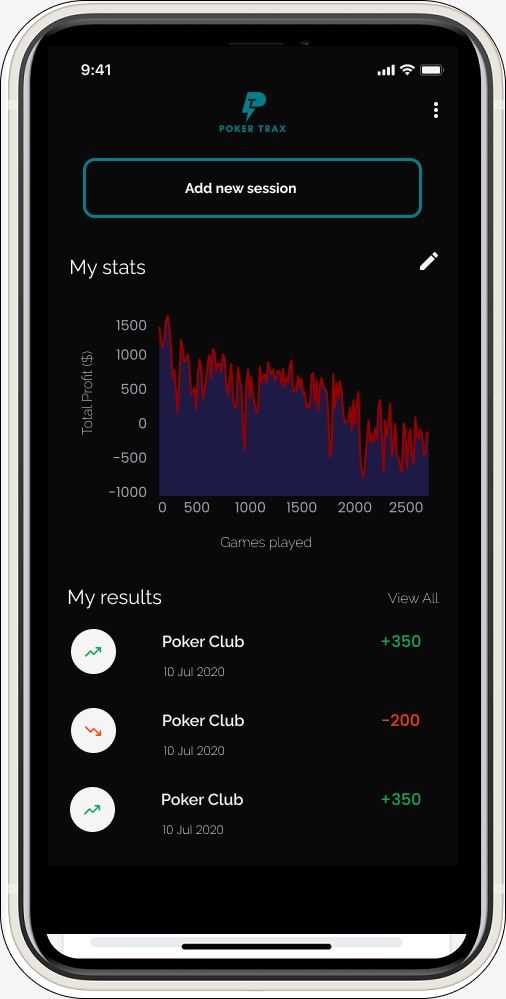 9:41
POKER TRAX
Add new session
My stats
Total Profit ($)
1500
1000
500
0
-500
-1000
0 500 1000 1500 2000 2500
Games played
My results View All
Poker Club +350
10 Jul 2020
Poker Club -200
10 Jul 2020
Poker Club +350
10 Jul 2020